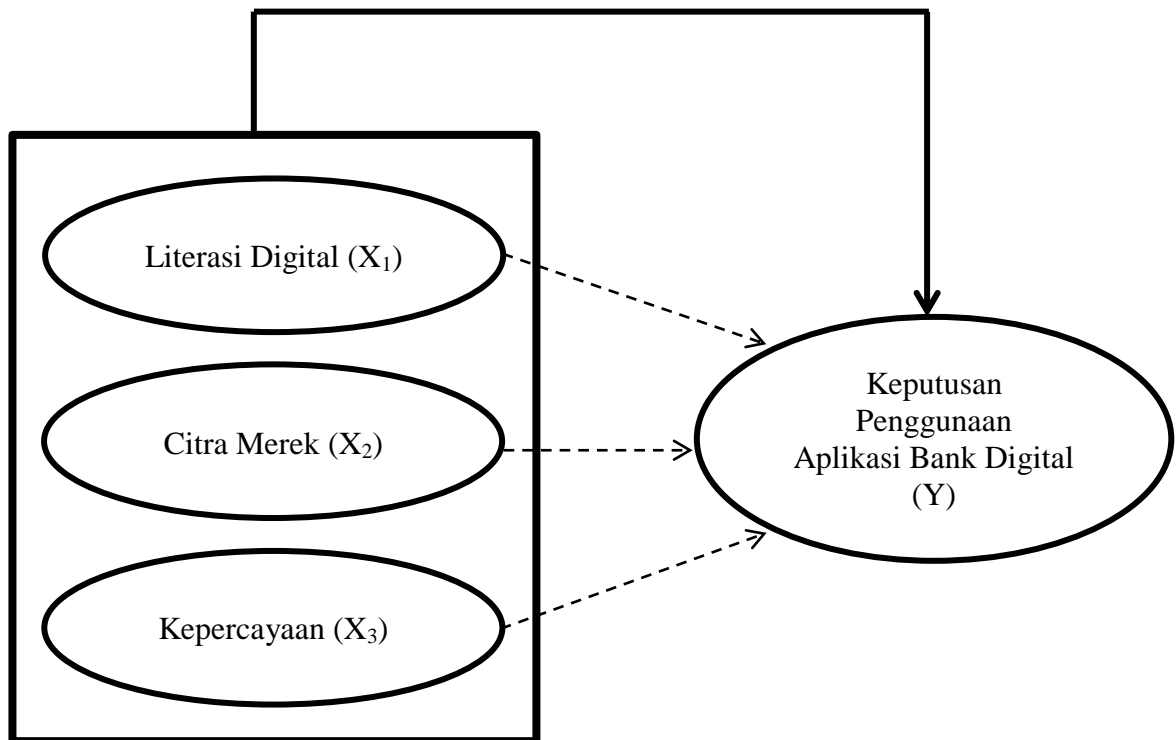 Literasi Digital (X₁)
Citra Merek (X₂)
Kepercayaan (X₃)
Keputusan
Penggunaan
Aplikasi Bank Digital
(Y)